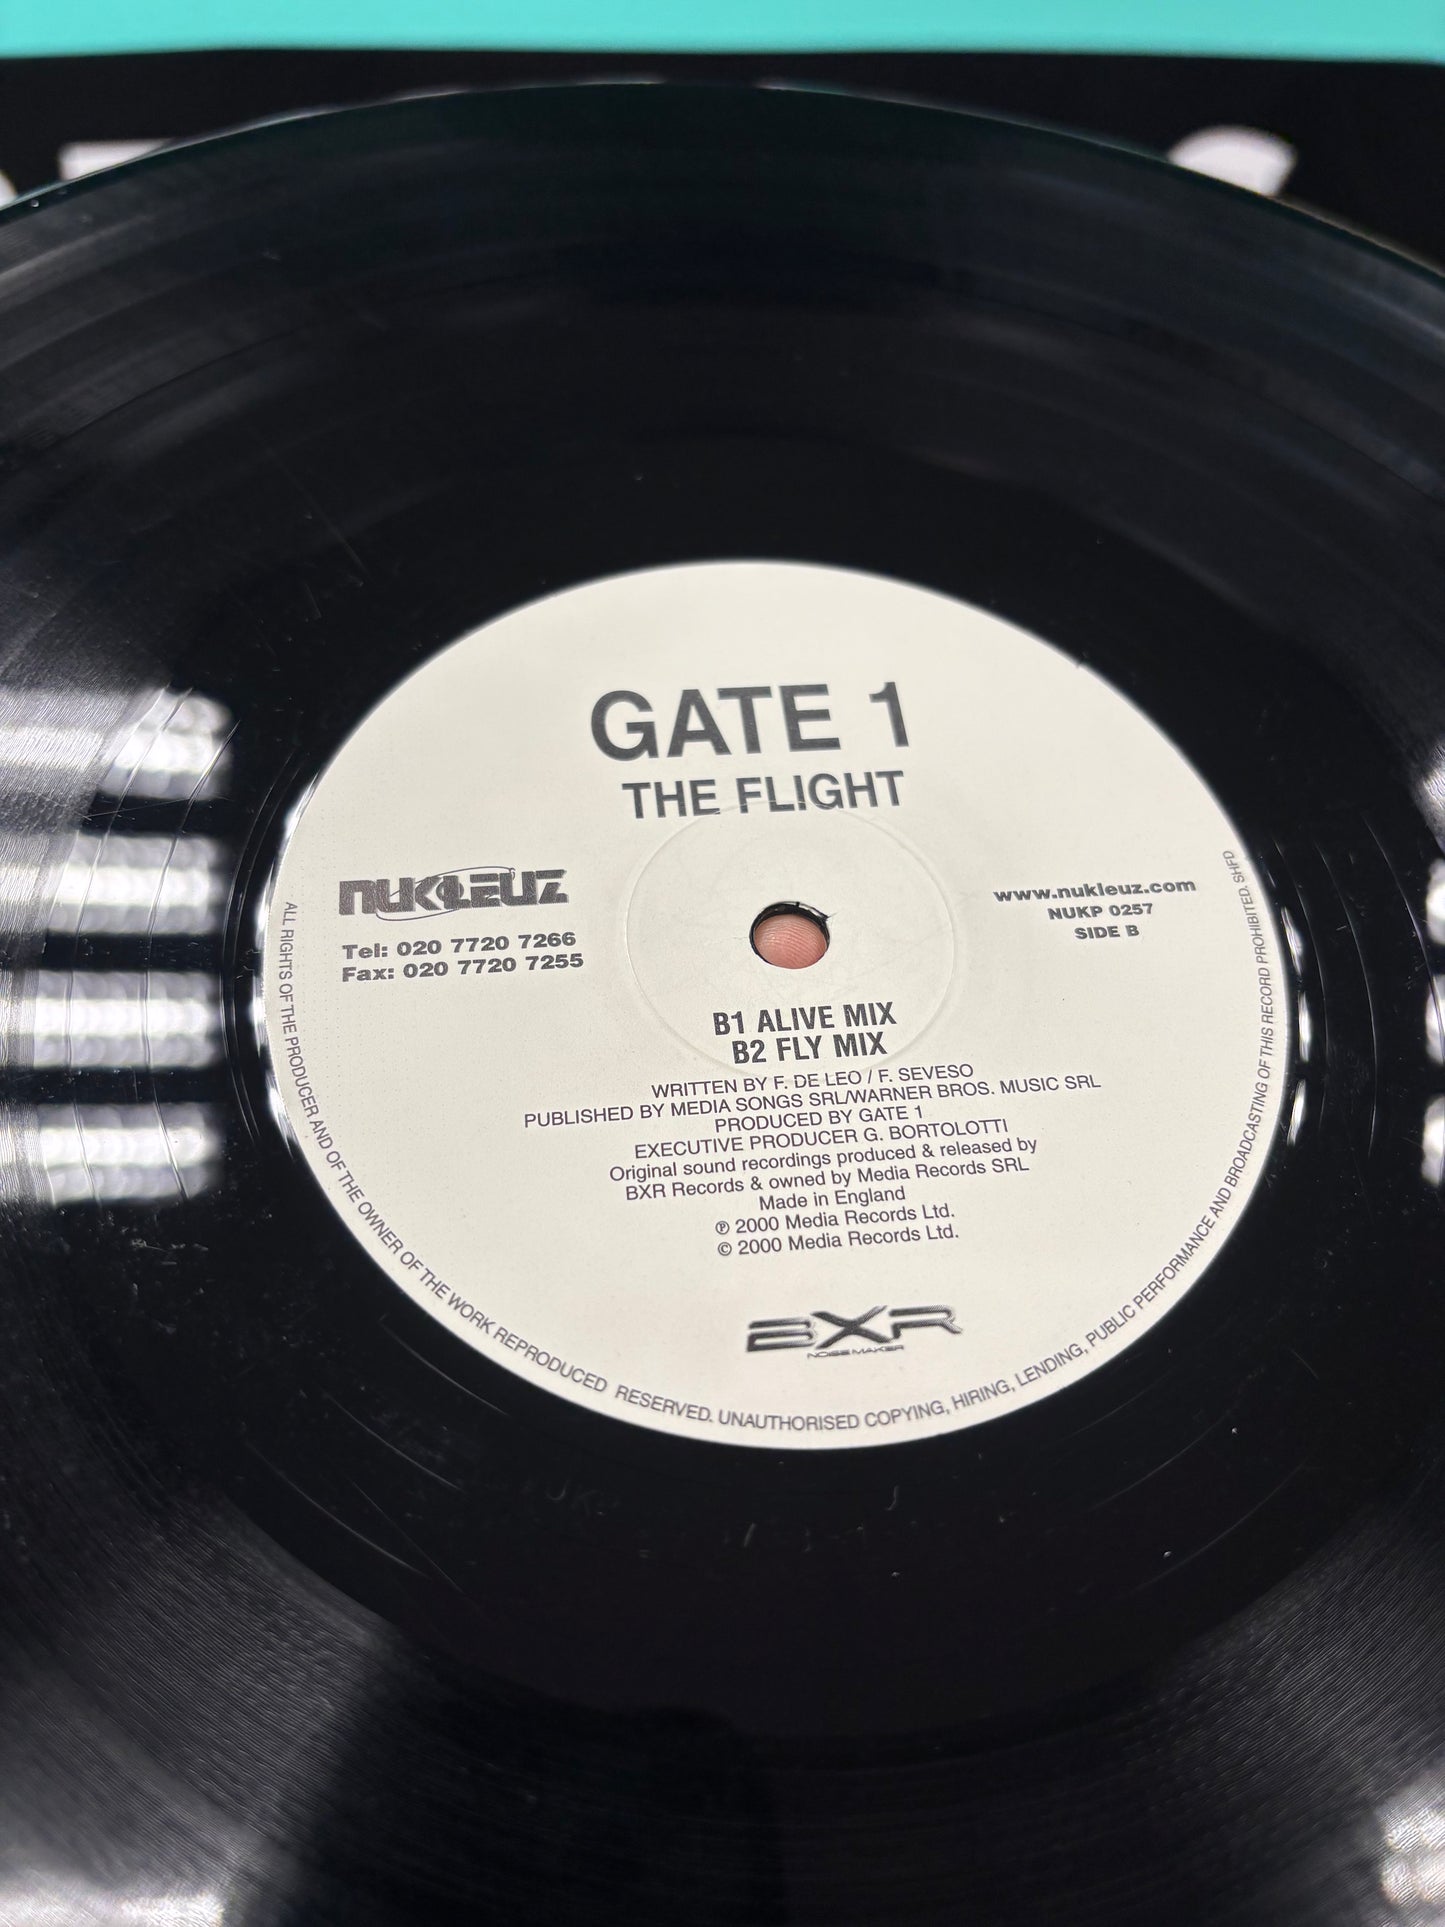 GATE 1
THE FLIGHT
NUKLEUZ
Tel: 020 7720 7266
Fax: 020 7720 7255
www.nukleuz.com
NUKP 0257
SIDE B
B1 ALIVE MIX
B2 FLY MIX
WRITTEN BY F. DE LEO / F. SEVESO
PUBLISHED BY MEDIA SONGS SRL/WARNER BROS. MUSIC SRL
PRODUCED BY GATE 1
EXECUTIVE PRODUCER G. BORTOLOTTI
Original sound recordings produced & released by
BXR Records & owned by Media Records SRL
Made in England
℗ 2000 Media Records Ltd.
© 2000 Media Records Ltd.
BXR
NOISE MAKER
ALL RIGHTS OF THE PRODUCER AND OF THE OWNER OF THE WORK REPRODUCED RESERVED. UNAUTHORISED COPYING, HIRING, LENDING, PUBLIC PERFORMANCE AND BROADCASTING OF THIS RECORD PROHIBITED. SHFD